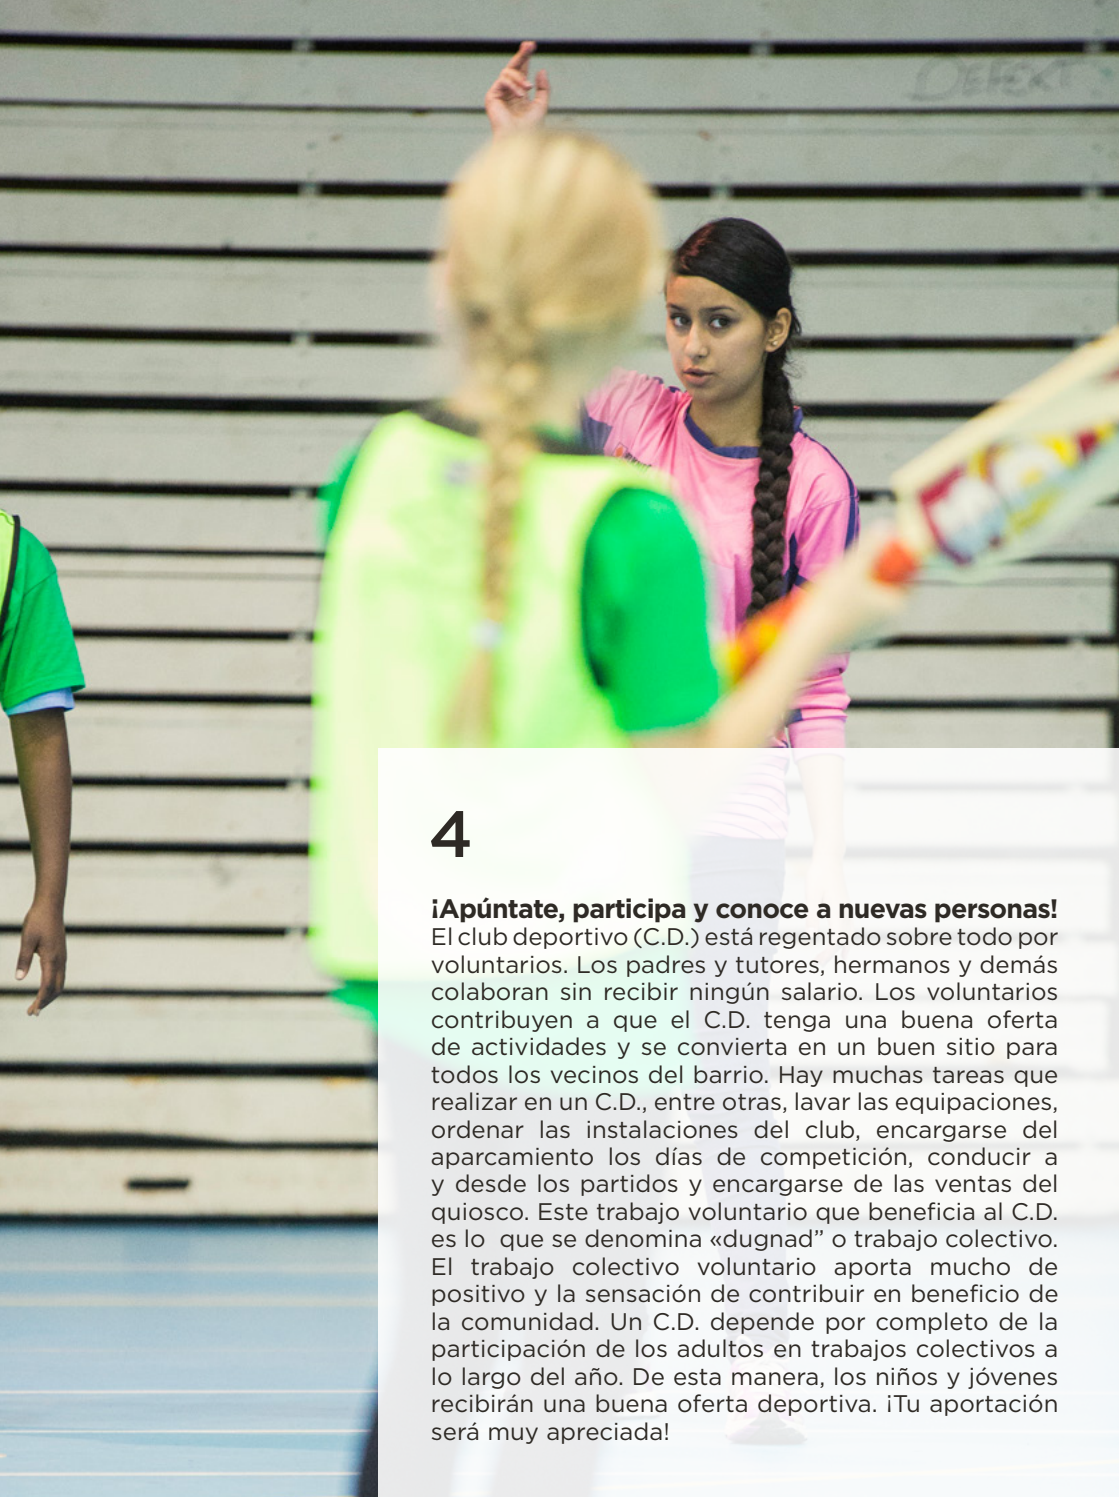 DEFEKT
4
¡Apúntate, participa y conoce a nuevas personas!
El club deportivo (C.D.) está regentado sobre todo por
voluntarios. Los padres y tutores, hermanos y demás
colaboran sin recibir ningún salario. Los voluntarios
contribuyen a que el C.D. tenga una buena oferta
de actividades y se convierta en un buen sitio para
todos los vecinos del barrio. Hay muchas tareas que
realizar en un C.D., entre otras, lavar las equipaciones,
ordenar las instalaciones del club, encargarse del
aparcamiento los días de competición, conducir a
y desde los partidos y encargarse de las ventas del
quiosco. Este trabajo voluntario que beneficia al C.D.
es lo  que se denomina «dugnad” o trabajo colectivo.
El trabajo colectivo voluntario aporta mucho de
positivo y la sensación de contribuir en beneficio de
la comunidad. Un C.D. depende por completo de la
participación de los adultos en trabajos colectivos a
lo largo del año. De esta manera, los niños y jóvenes
recibirán una buena oferta deportiva. ¡Tu aportación
será muy apreciada!